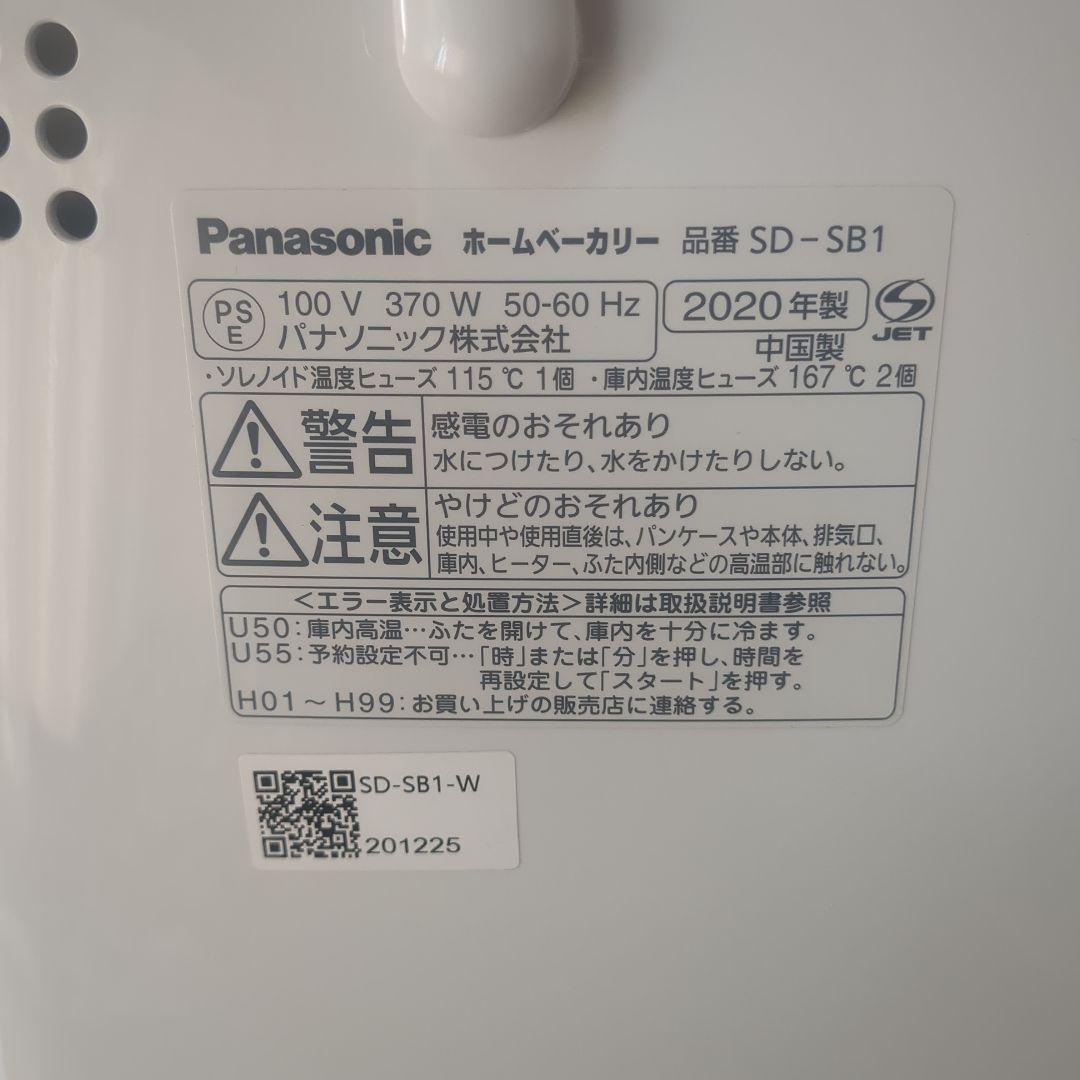 Panasonic ホームベーカリー 品番 SD-SB1
PS E 100 V 370 W 50-60 Hz
パナソニック株式会社
2020年製
JET
中国製
・ソレノイド温度ヒューズ 115 ℃ 1個 ・庫内温度ヒューズ 167 ℃ 2個
警告
感電のおそれあり
水につけたり、水をかけたりしない。
注意
やけどのおそれあり
使用中や使用直後は、パンケースや本体、排気口、
庫内、ヒーター、ふた内側などの高温部に触れない。
<エラー表示と処置方法>詳細は取扱説明書参照
U50:庫内高温…ふたを開けて、庫内を十分に冷ます。
U55:予約設定不可…「時」または「分」を押し、時間を
再設定して「スタート」を押す。
H01～H99:お買い上げの販売店に連絡する。
SD-SB1-W
201225